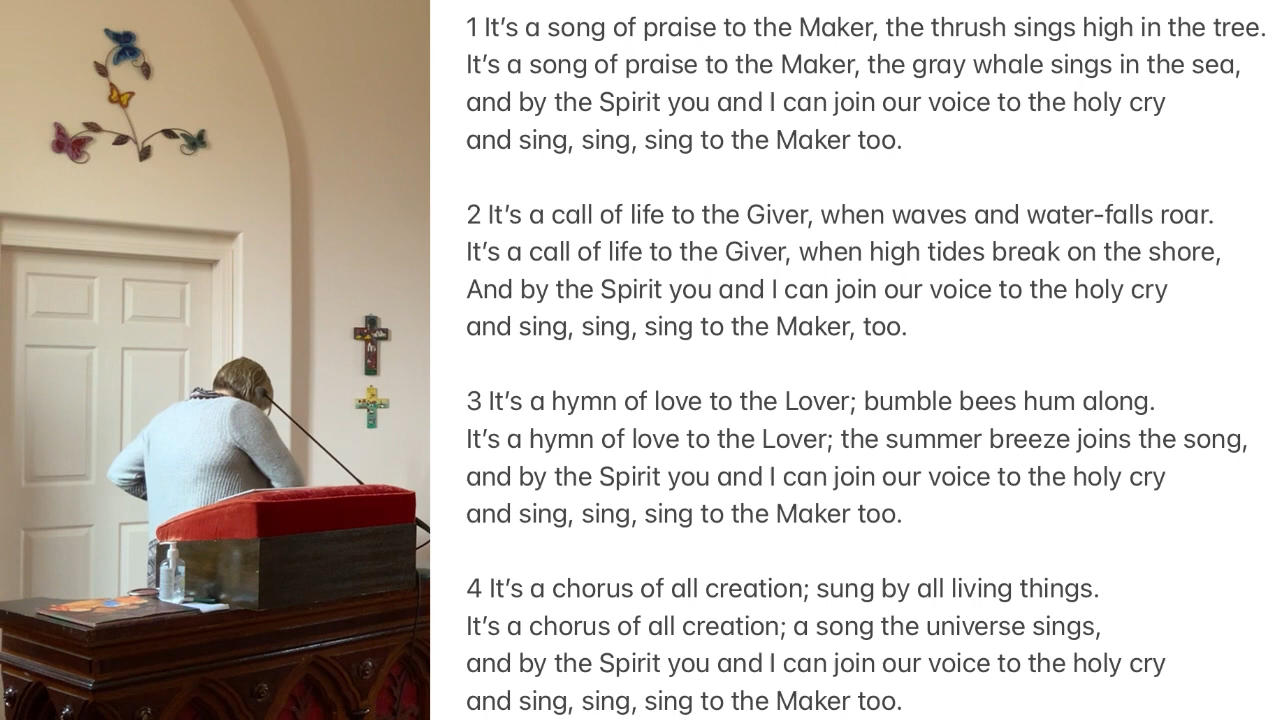 1 It’s a song of praise to the Maker, the thrush sings high in the tree.
It’s a song of praise to the Maker, the gray whale sings in the sea,
and by the Spirit you and I can join our voice to the holy cry
and sing, sing, sing to the Maker too.
2 It’s a call of life to the Giver, when waves and water-falls roar.
It’s a call of life to the Giver, when high tides break on the shore,
And by the Spirit you and I can join our voice to the holy cry
and sing, sing, sing to the Maker, too.
3 It’s a hymn of love to the Lover; bumble bees hum along.
It’s a hymn of love to the Lover; the summer breeze joins the song,
and by the Spirit you and I can join our voice to the holy cry
and sing, sing, sing to the Maker too.
4 It’s a chorus of all creation; sung by all living things.
It’s a chorus of all creation; a song the universe sings,
and by the Spirit you and I can join our voice to the holy cry
and sing, sing, sing to the Maker too.